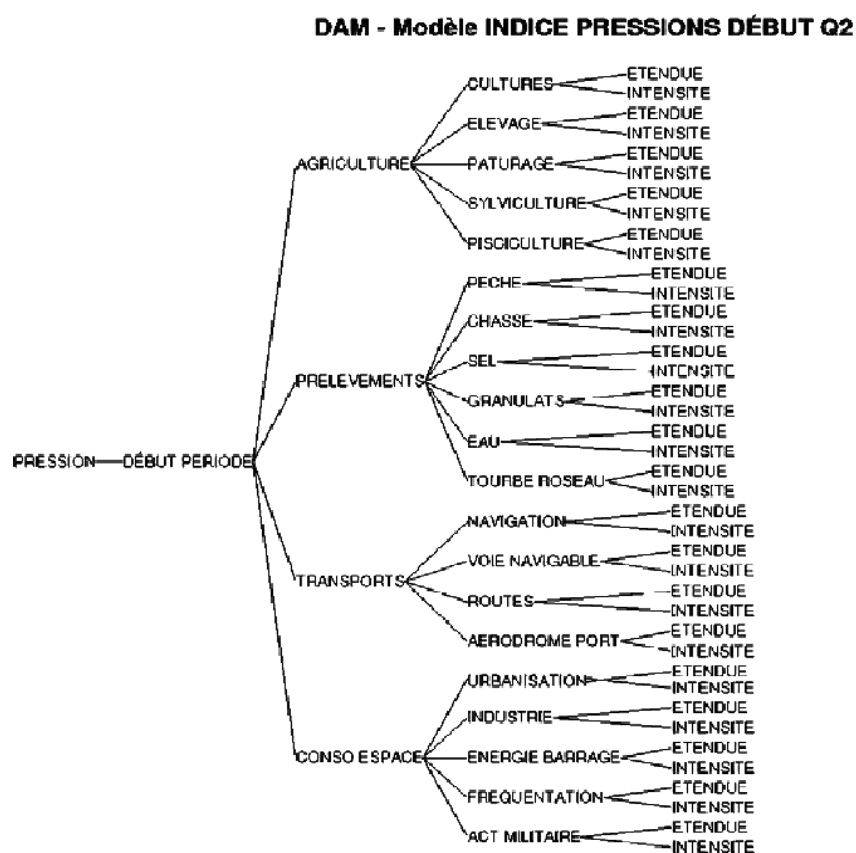 DAM - Modèle INDICE PRESSIONS DÉBUT Q2
PRESSION
DÉBUT PERIODE
AGRICULTURE
CULTURES
ETENDUE
INTENSITE
ELEVAGE
ETENDUE
INTENSITE
PATURAGE
ETENDUE
INTENSITE
SYLVICULTURE
ETENDUE
INTENSITE
PISCICULTURE
ETENDUE
INTENSITE
PRELEVEMENTS
PECHE
ETENDUE
INTENSITE
CHASSE
ETENDUE
INTENSITE
SEL
ETENDUE
INTENSITE
GRANULATS
ETENDUE
INTENSITE
EAU
ETENDUE
INTENSITE
TOURBE ROSEAU
ETENDUE
INTENSITE
TRANSPORTS
NAVIGATION
ETENDUE
INTENSITE
VOIE NAVIGABLE
ETENDUE
INTENSITE
ROUTES
ETENDUE
INTENSITE
AERODROME PORT
ETENDUE
INTENSITE
CONSO ESPACE
URBANISATION
ETENDUE
INTENSITE
INDUSTRIE
ETENDUE
INTENSITE
ENERGIE BARRAGE
ETENDUE
INTENSITE
FREQUENTATION
ETENDUE
INTENSITE
ACT MILITAIRE
ETENDUE
INTENSITE